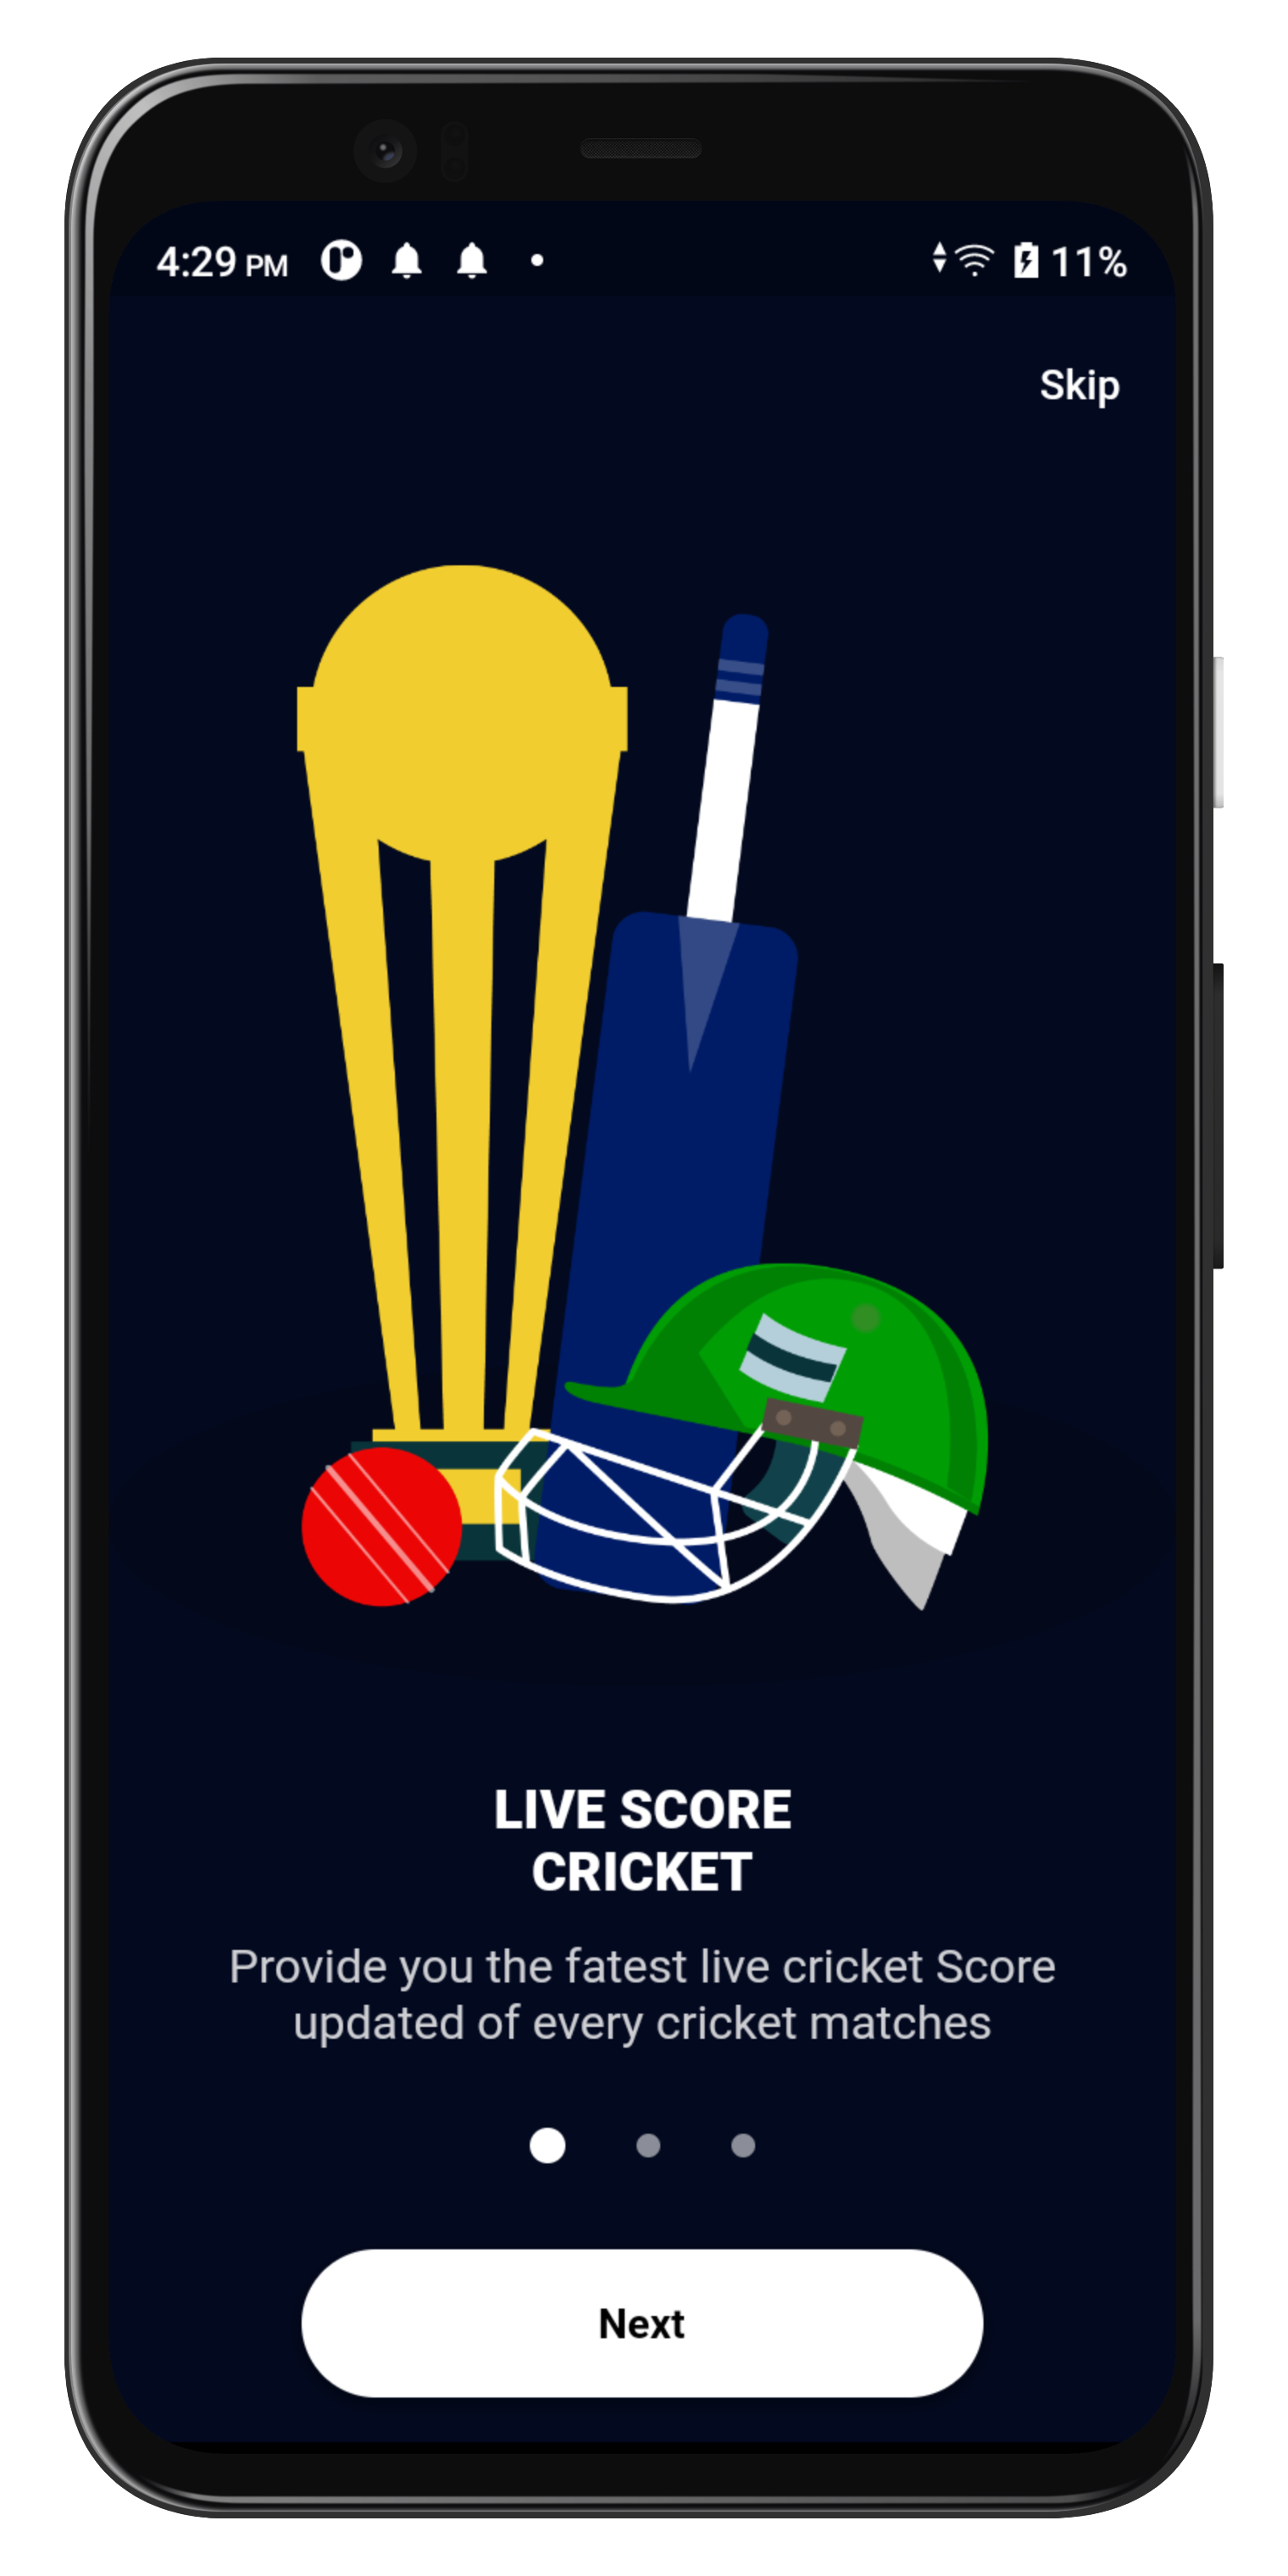 4:29 PM 11%
Skip
LIVE SCORE
CRICKET
Provide you the fatest live cricket Score
updated of every cricket matches
Next